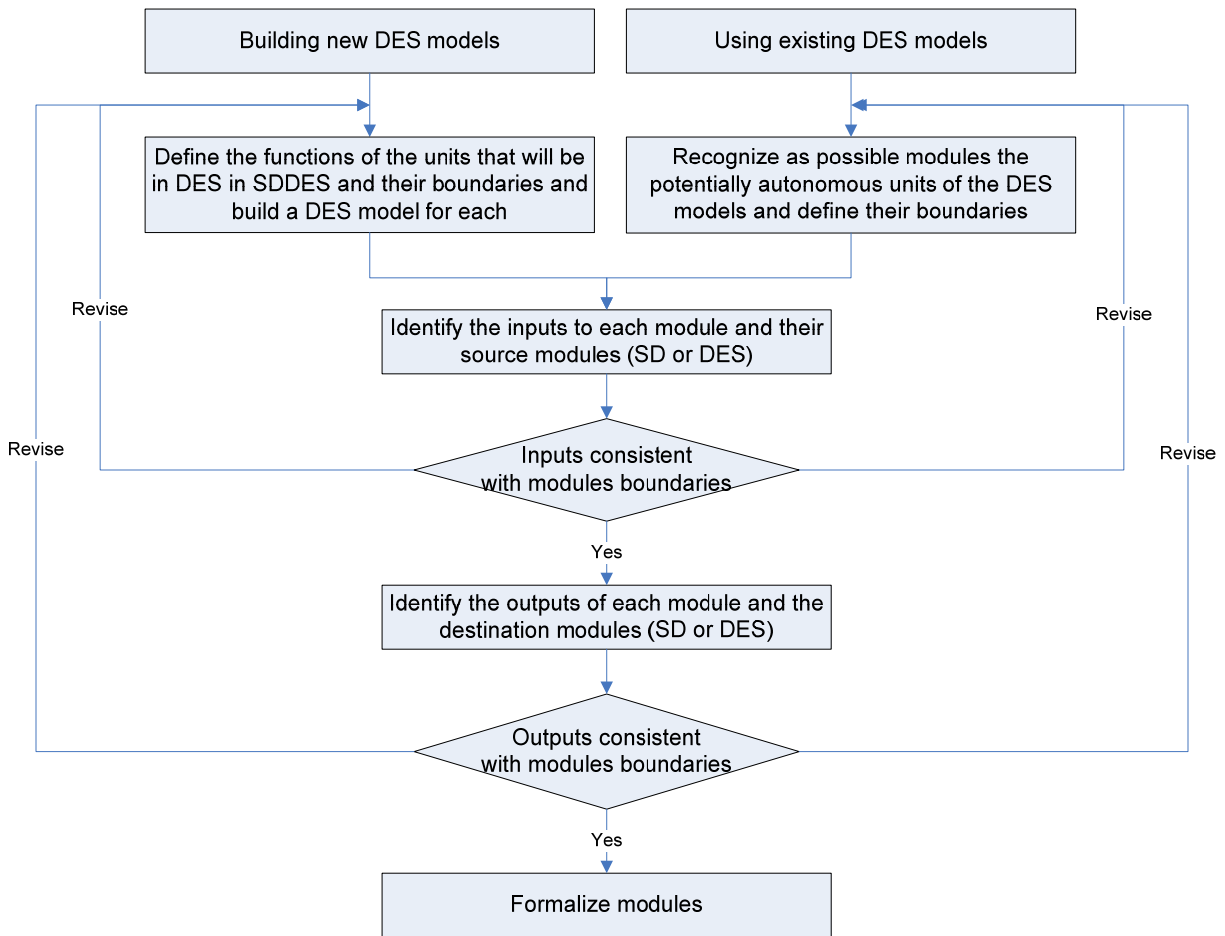 Building new DES models
Using existing DES models
Define the functions of the units that will be
in DES in SDDES and their boundaries and
build a DES model for each
Recognize as possible modules the
potentially autonomous units of the DES
models and define their boundaries
Revise
Revise
Identify the inputs to each module and their
source modules (SD or DES)
Revise
Revise
Inputs consistent
with modules boundaries
Yes
Identify the outputs of each module and the
destination modules (SD or DES)
Outputs consistent
with modules boundaries
Yes
Formalize modules